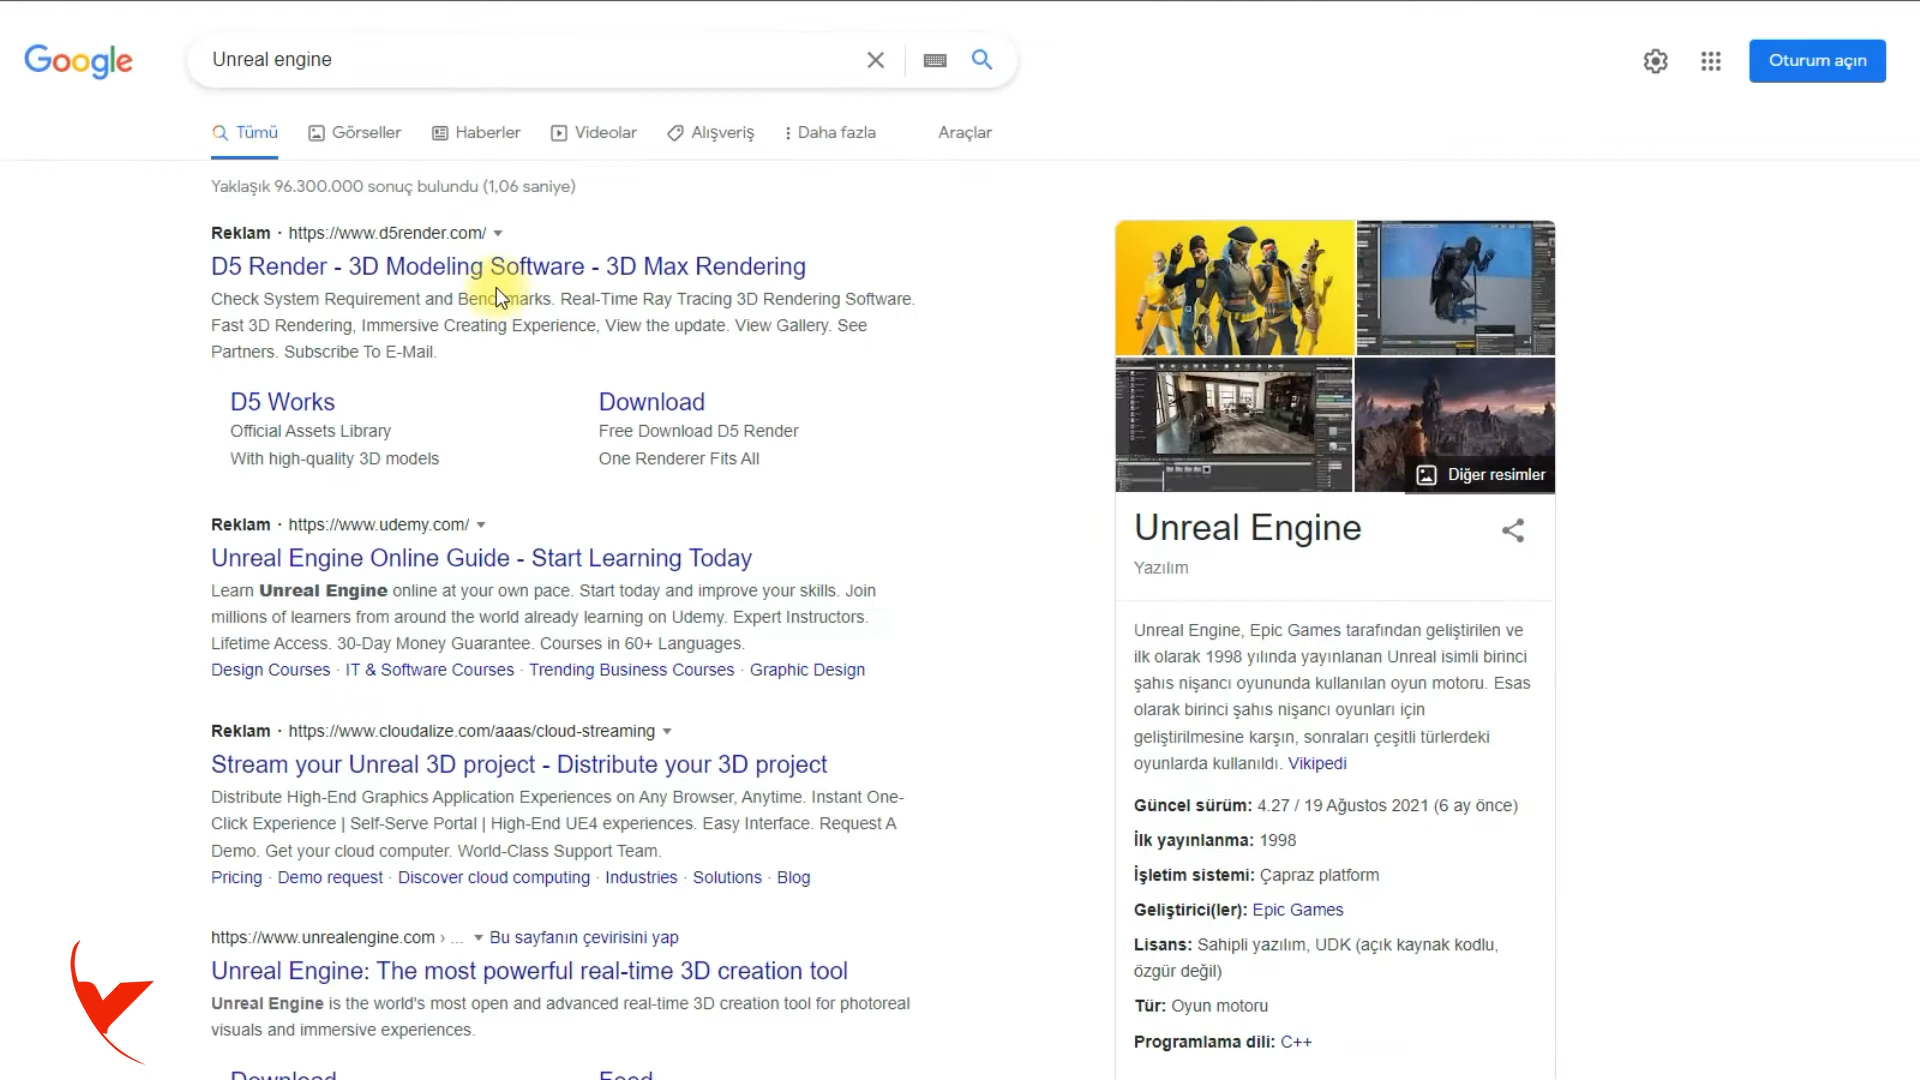 Google
Unreal engine
Oturum açın
Tümü
Görseller
Haberler
Videolar
Alışveriş
Daha fazla
Araçlar
Yaklaşık 96.300.000 sonuç bulundu (1,06 saniye)
Reklam · https://www.d5render.com/
D5 Render - 3D Modeling Software - 3D Max Rendering
Check System Requirement and Benchmarks. Real-Time Ray Tracing 3D Rendering Software.
Fast 3D Rendering, Immersive Creating Experience, View the update. View Gallery. See
Partners. Subscribe To E-Mail.
D5 Works
Official Assets Library
With high-quality 3D models
Download
Free Download D5 Render
One Renderer Fits All
Reklam · https://www.udemy.com/
Unreal Engine Online Guide - Start Learning Today
Learn Unreal Engine online at your own pace. Start today and improve your skills. Join
millions of learners from around the world already learning on Udemy. Expert Instructors.
Lifetime Access. 30-Day Money Guarantee. Courses in 60+ Languages.
Design Courses · IT & Software Courses · Trending Business Courses · Graphic Design
Reklam · https://www.cloudalize.com/aaas/cloud-streaming
Stream your Unreal 3D project - Distribute your 3D project
Distribute High-End Graphics Application Experiences on Any Browser, Anytime. Instant One-
Click Experience | Self-Serve Portal | High-End UE4 experiences. Easy Interface. Request A
Demo. Get your cloud computer. World-Class Support Team.
Pricing · Demo request · Discover cloud computing · Industries · Solutions · Blog
https://www.unrealengine.com › ... Bu sayfanın çevirisini yap
Unreal Engine: The most powerful real-time 3D creation tool
Unreal Engine is the world's most open and advanced real-time 3D creation tool for photoreal
visuals and immersive experiences.
Download
Feed
Diğer resimler
Unreal Engine
Yazılım
Unreal Engine, Epic Games tarafından geliştirilen ve
ilk olarak 1998 yılında yayınlanan Unreal isimli birinci
şahıs nişancı oyununda kullanılan oyun motoru. Esas
olarak birinci şahıs nişancı oyunları için
geliştirilmesine karşın, sonraları çeşitli türlerdeki
oyunlarda kullanıldı. Vikipedi
Güncel sürüm: 4.27 / 19 Ağustos 2021 (6 ay önce)
İlk yayınlanma: 1998
İşletim sistemi: Çapraz platform
Geliştirici(ler): Epic Games
Lisans: Sahipli yazılım, UDK (açık kaynak kodlu,
özgür değil)
Tür: Oyun motoru
Programlama dili: C++